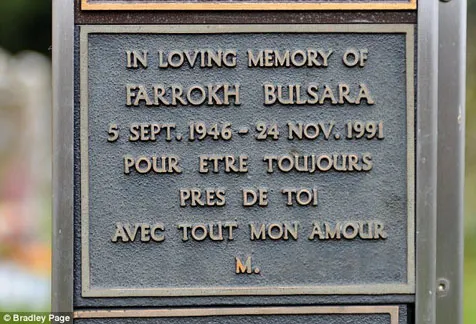 IN LOVING MEMORY OF
FARROKH BULSARA
5 SEPT. 1946 - 24 NOV. 1991
POUR ETRE TOUJOURS
PRES DE TOI
AVEC TOUT MON AMOUR
M.
© Bradley Page